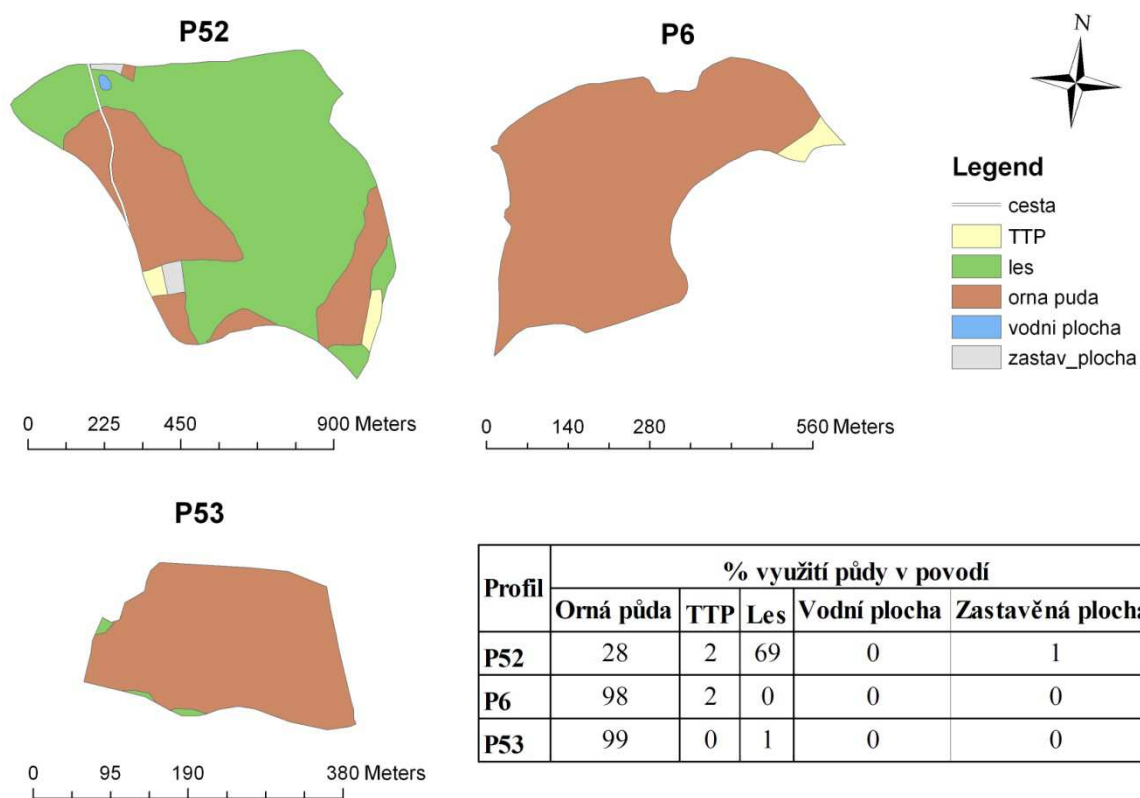 P52
P6
N
Legend
cesta
TTP
les
orna puda
vodni plocha
zastav_plocha
0 225 450 900 Meters
0 140 280 560 Meters
P53
0 95 190 380 Meters
Profil % využití půdy v povodí
Orná půda TTP Les Vodní plocha Zastavěná plocha
P52 28 2 69 0 1
P6 98 2 0 0 0
P53 99 0 1 0 0